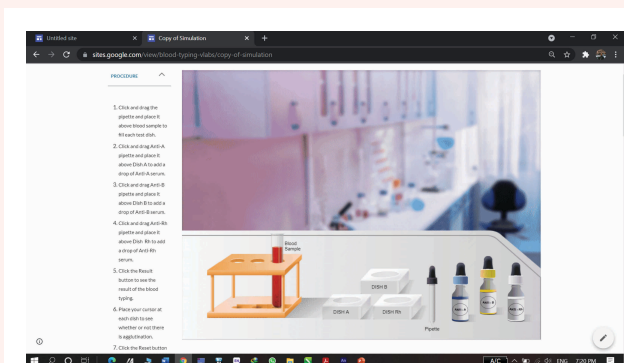 Untitled site
Copy of Simulation
sites.google.com/view/blood-typing-vlabs/copy-of-simulation
PROCEDURE
1. Click and drag the
pipette and place it
above blood sample to
fill each test dish.
2. Click and drag Anti-A
pipette and place it
above Dish A to add a
drop of Anti-A serum.
3. Click and drag Anti-B
pipette and place it
above Dish B to add a
drop of Anti-B serum.
4. Click and drag Anti-Rh
pipette and place it
above Dish Rh to add
a drop of Anti-Rh
serum.
5. Click the Result
button to see the
result of the blood
typing.
6. Place your cursor at
each dish to see
whether or not there
is agglutination.
7. Click the Reset button
Blood
Sample
DISH B
DISH A
DISH Rh
Pipette
A/C
ENG
7:20 PM